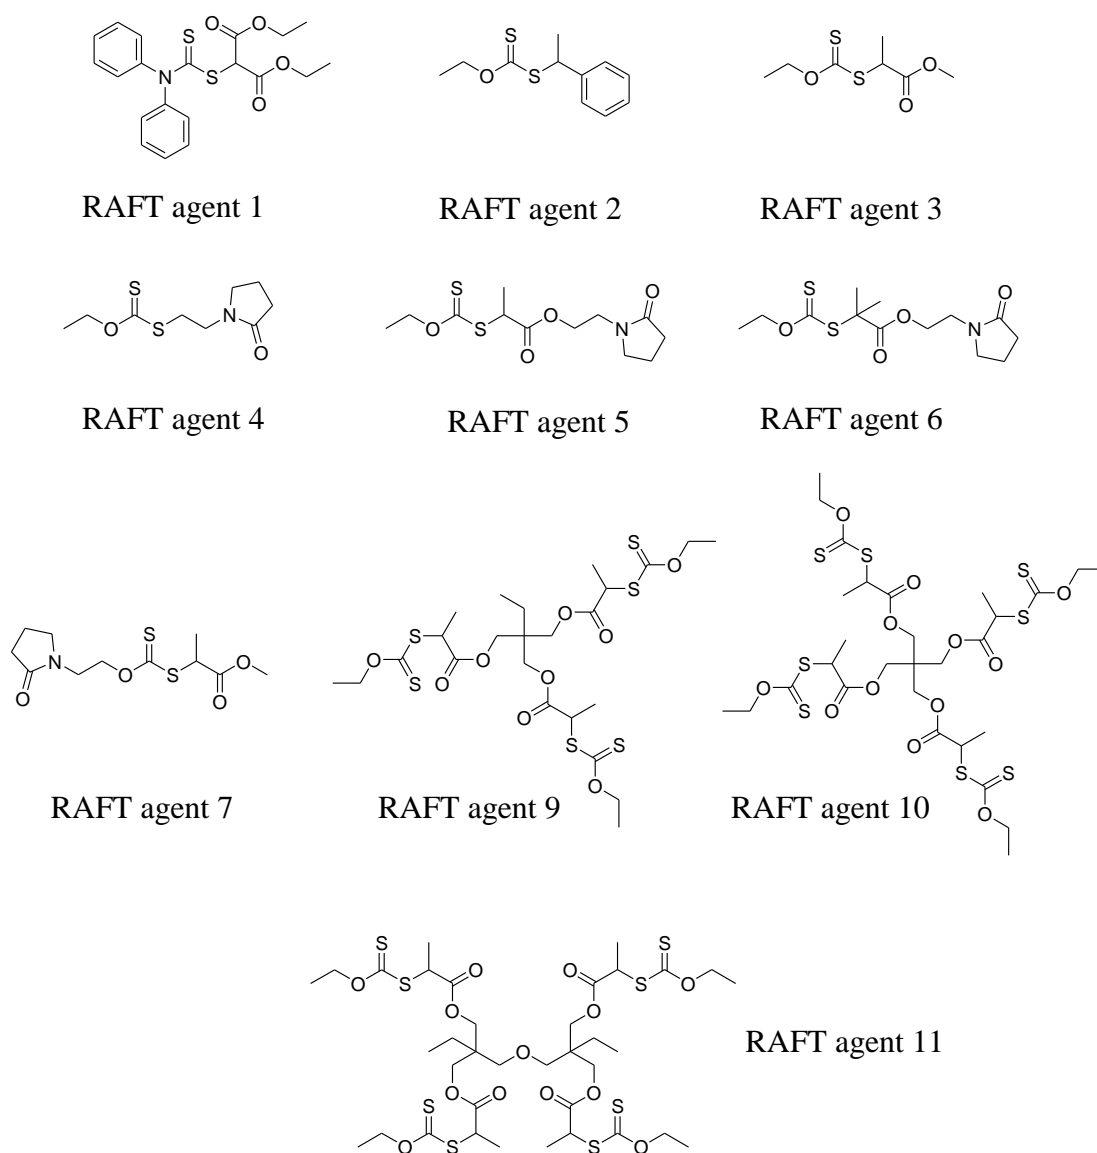 RAFT agent 1
RAFT agent 2
RAFT agent 3
RAFT agent 4
RAFT agent 5
RAFT agent 6
RAFT agent 7
RAFT agent 9
RAFT agent 10
RAFT agent 11